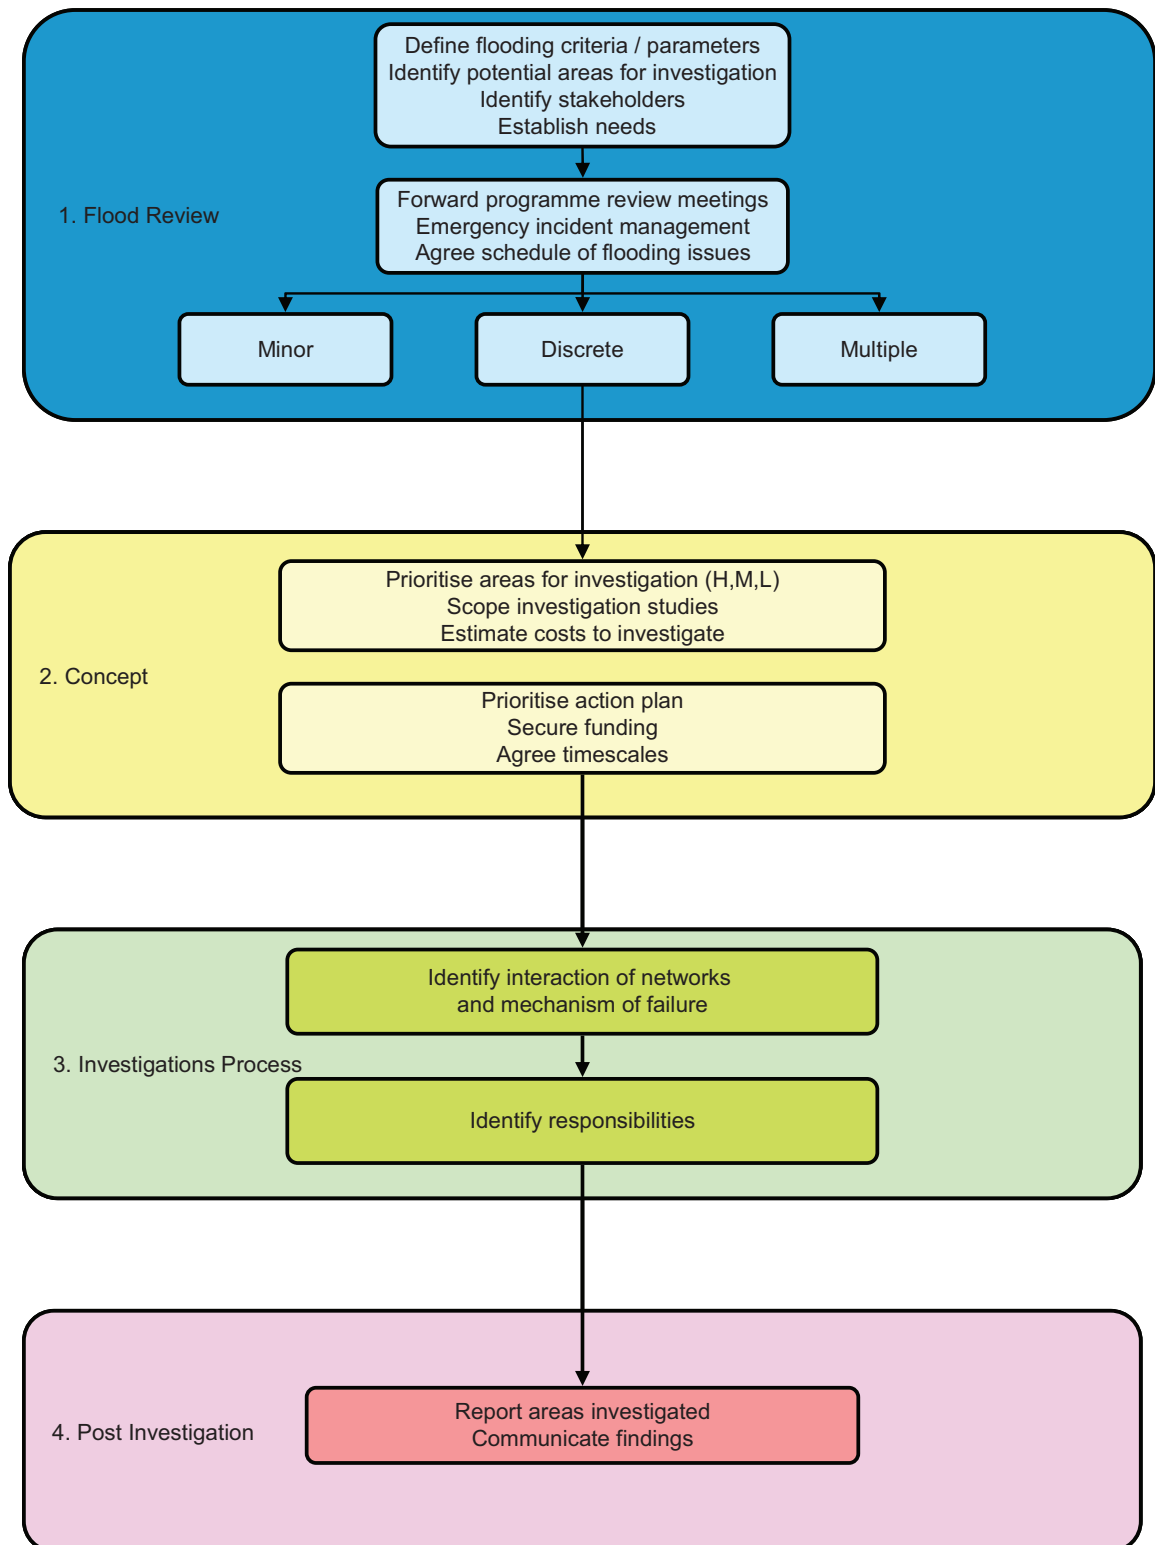 Define flooding criteria / parameters
Identify potential areas for investigation
Identify stakeholders
Establish needs
1. Flood Review
Forward programme review meetings
Emergency incident management
Agree schedule of flooding issues
Minor
Discrete
Multiple
Prioritise areas for investigation (H,M,L)
Scope investigation studies
Estimate costs to investigate
2. Concept
Prioritise action plan
Secure funding
Agree timescales
Identify interaction of networks
and mechanism of failure
3. Investigations Process
Identify responsibilities
4. Post Investigation
Report areas investigated
Communicate findings